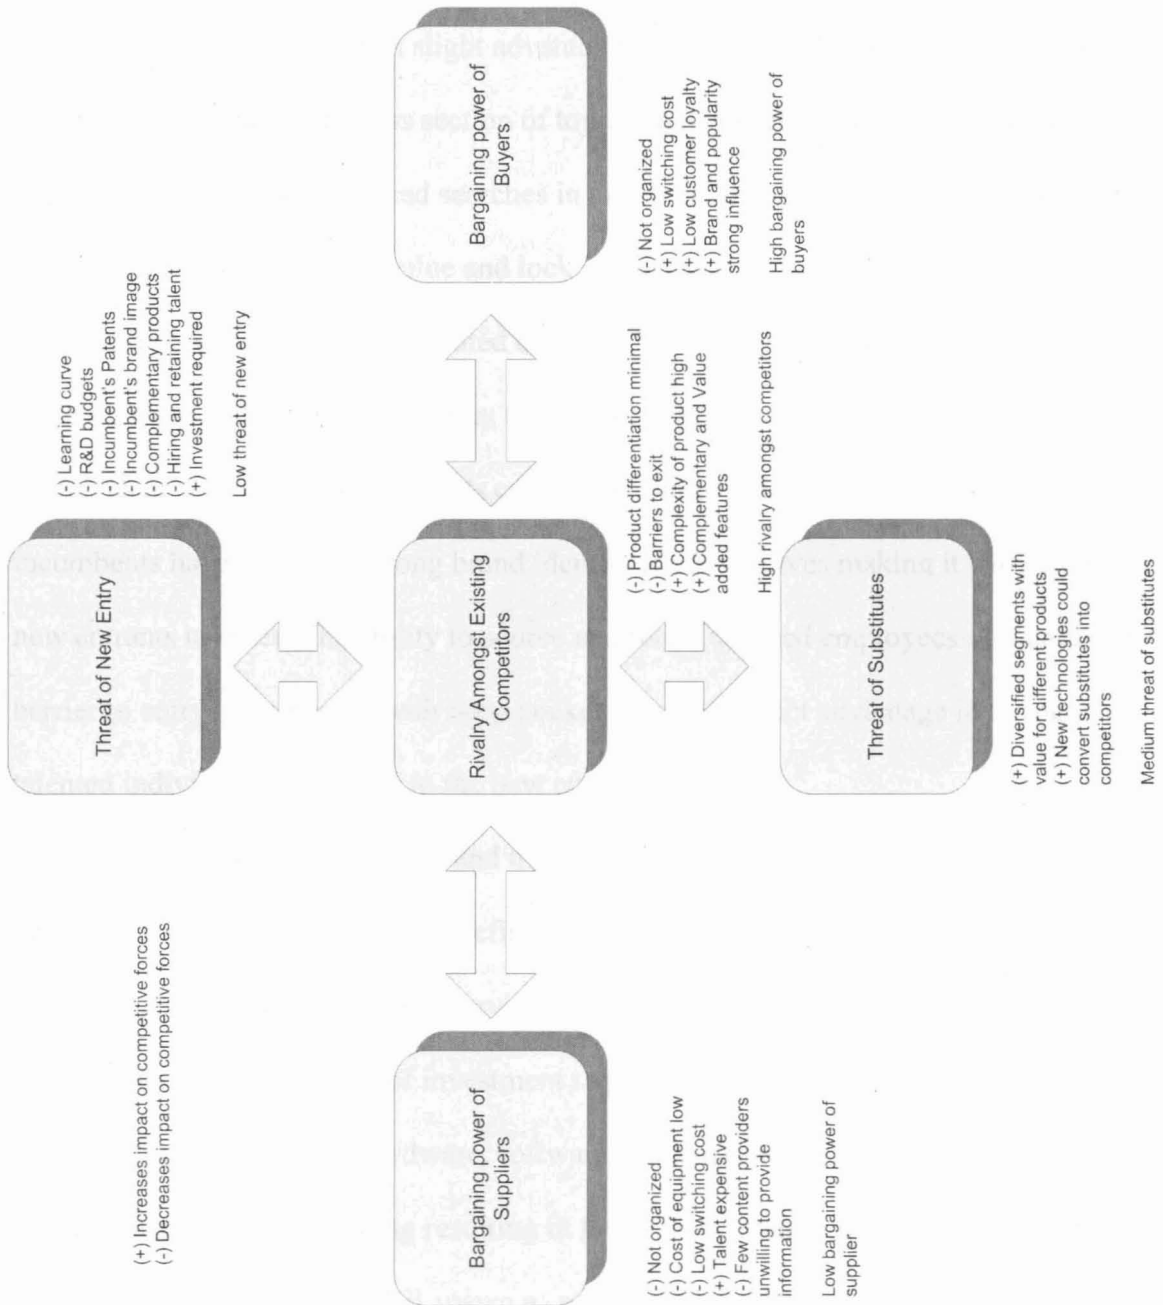 (+) Increases impact on competitive forces
(-) Decreases impact on competitive forces
Threat of New Entry
(-) Learning curve
(-) R&D budgets
(-) Incumbent's Patents
(-) Incumbent's brand image
(-) Complementary products
(-) Hiring and retaining talent
(+) Investment required
Low threat of new entry
Bargaining power of
Suppliers
(-) Not organized
(-) Cost of equipment low
(-) Low switching cost
(+) Talent expensive
(-) Few content providers
unwilling to provide
information
Low bargaining power of
supplier
Rivalry Amongst Existing
Competitors
(-) Product differentiation minimal
(-) Barriers to exit
(+) Complexity of product high
(+) Complementary and Value
added features
High rivalry amongst competitors
Bargaining power of
Buyers
(-) Not organized
(+) Low switching cost
(+) Low customer loyalty
(+) Brand and popularity
strong influence
High bargaining power of
buyers
Threat of Substitutes
(+) Diversified segments with
value for different products
(+) New technologies could
convert substitutes into
competitors
Medium threat of substitutes